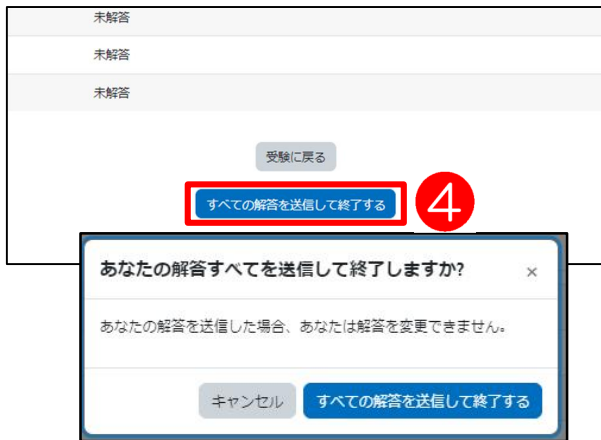 未解答
未解答
未解答
受験に戻る
すべての解答を送信して終了する
4
あなたの解答すべてを送信して終了しますか?
×
あなたの解答を送信した場合、あなたは解答を変更できません。
キャンセル
すべての解答を送信して終了する